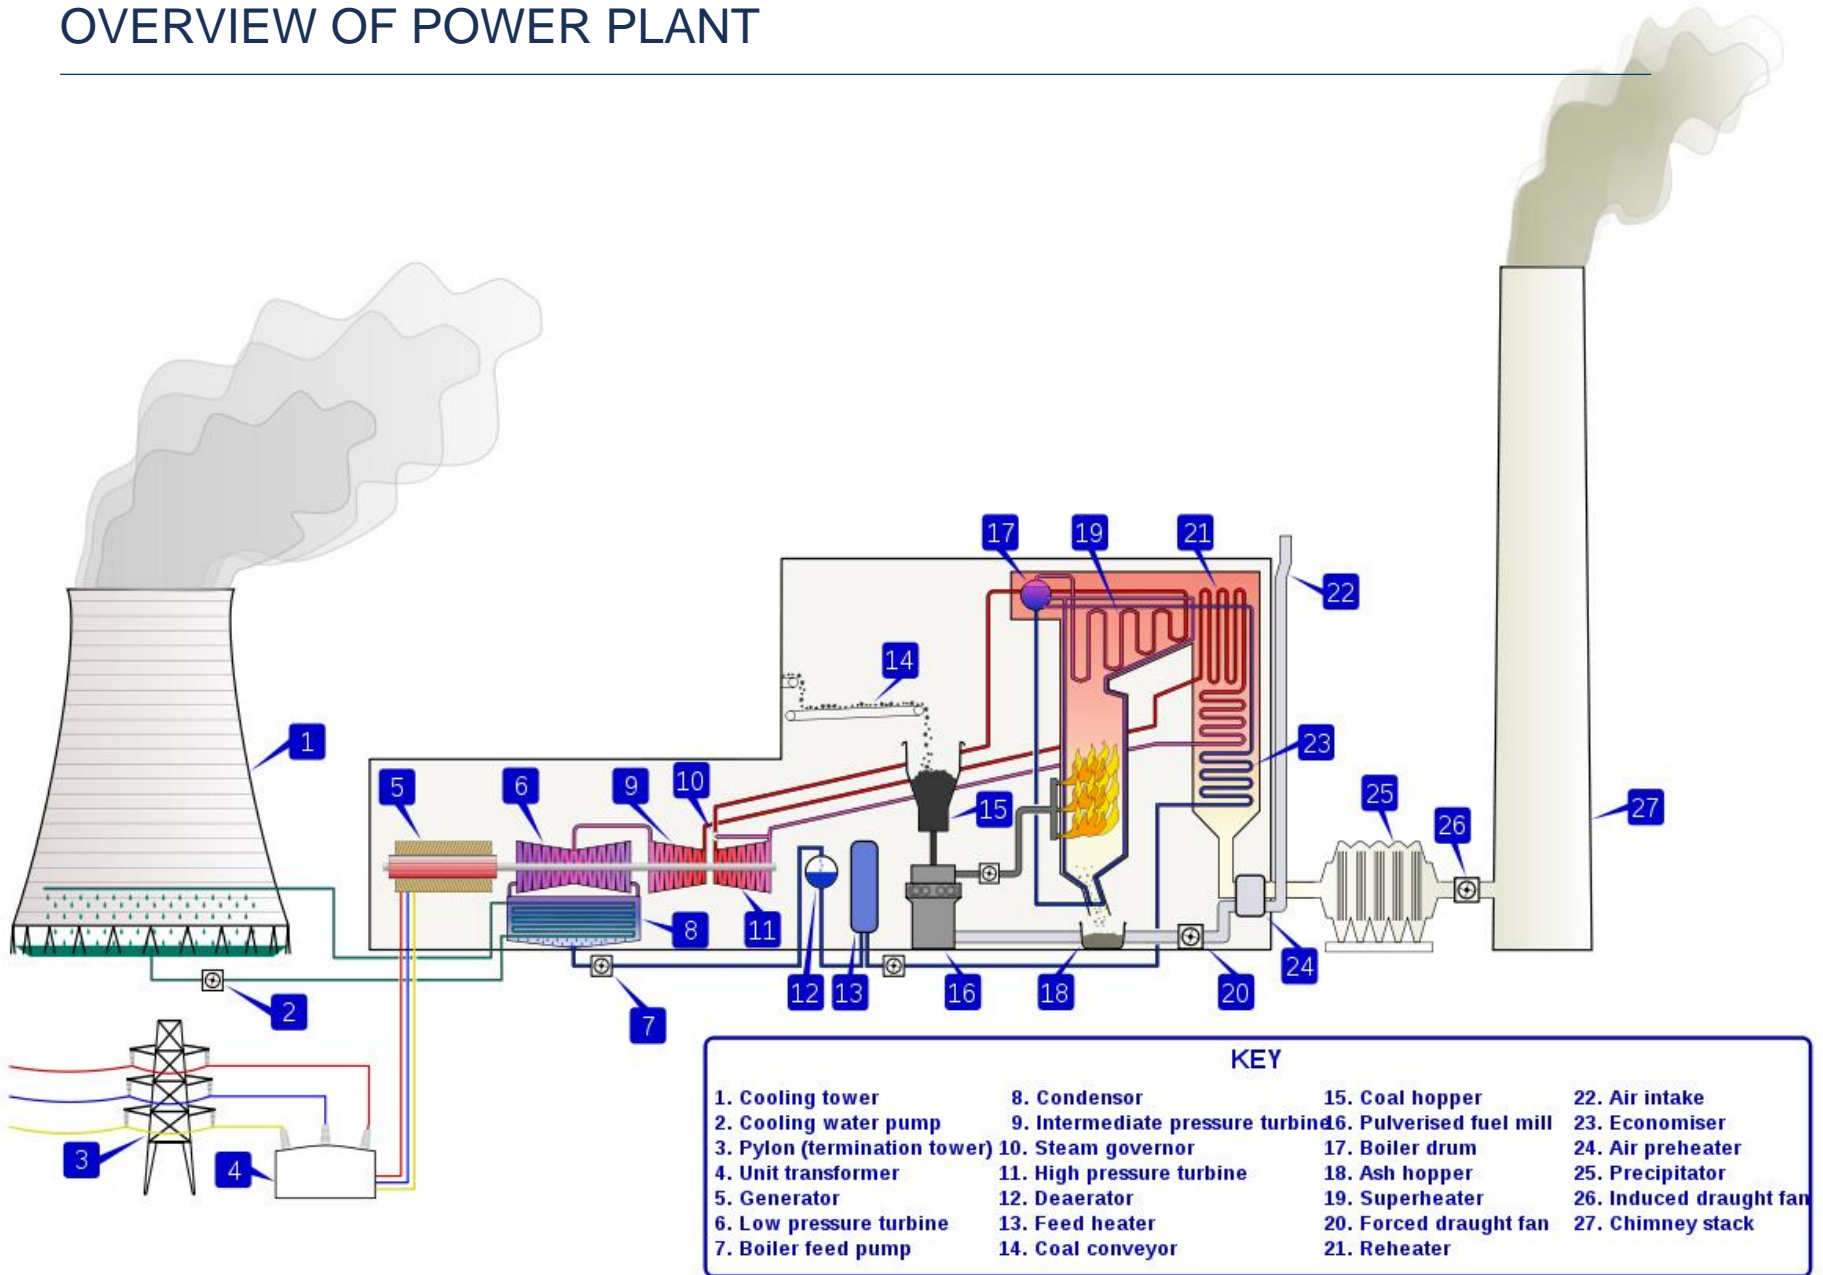 OVERVIEW OF POWER PLANT
17
19
21
22
14
1
23
5
6
9
10
25
15
26
27
8
11
24
12
13
16
18
20
2
7
3
4
KEY
1. Cooling tower
2. Cooling water pump
3. Pylon (termination tower)
4. Unit transformer
5. Generator
6. Low pressure turbine
7. Boiler feed pump
8. Condensor
9. Intermediate pressure turbine
10. Steam governor
11. High pressure turbine
12. Deaerator
13. Feed heater
14. Coal conveyor
15. Coal hopper
16. Pulverised fuel mill
17. Boiler drum
18. Ash hopper
19. Superheater
20. Forced draught fan
21. Reheater
22. Air intake
23. Economiser
24. Air preheater
25. Precipitator
26. Induced draught fan
27. Chimney stack